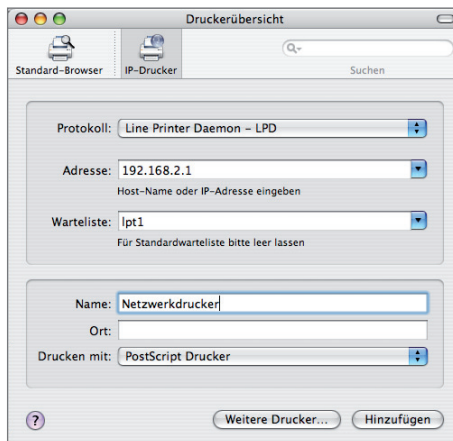 Druckerübersicht
Standard-Browser
IP-Drucker
Suchen
Protokoll: Line Printer Daemon – LPD
Adresse: 192.168.2.1
Host-Name oder IP-Adresse eingeben
Warteliste: lpt1
Für Standardwarteliste bitte leer lassen
Name: Netzwerkdrucker
Ort:
Drucken mit: PostScript Drucker
? Weitere Drucker... Hinzufügen